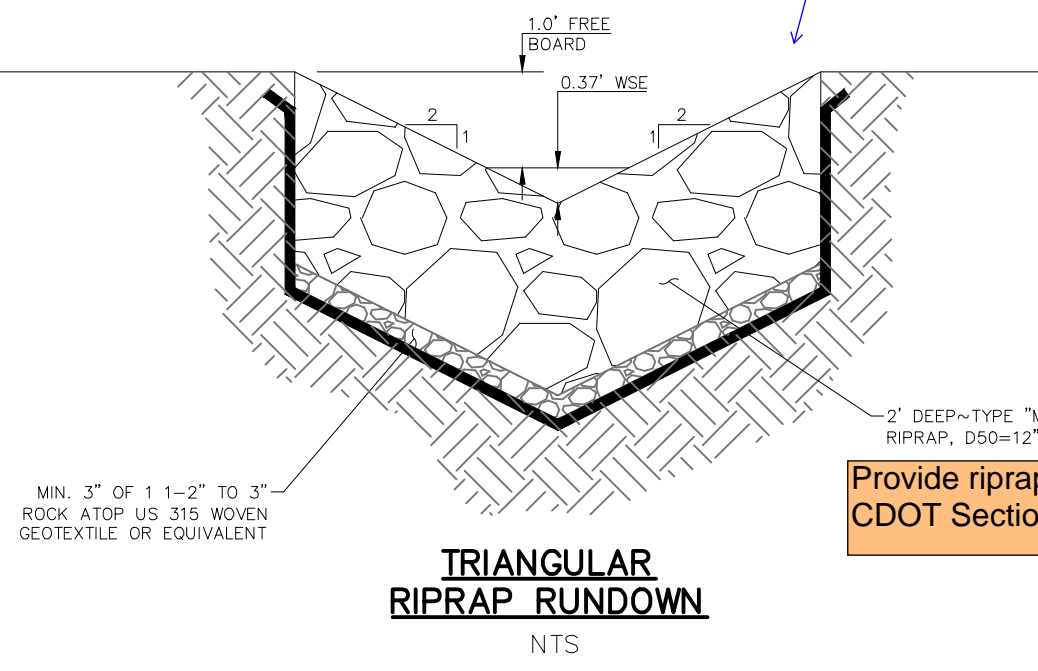 1.0' FREE
BOARD
0.37' WSE
2
1
2
1
2' DEEP~TYPE "M
RIPRAP, D50=12"
Provide riprap
CDOT Sectio
MIN. 3" OF 1 1-2" TO 3"
ROCK ATOP US 315 WOVEN
GEOTEXTILE OR EQUIVALENT
TRIANGULAR
RIPRAP RUNDOWN
NTS